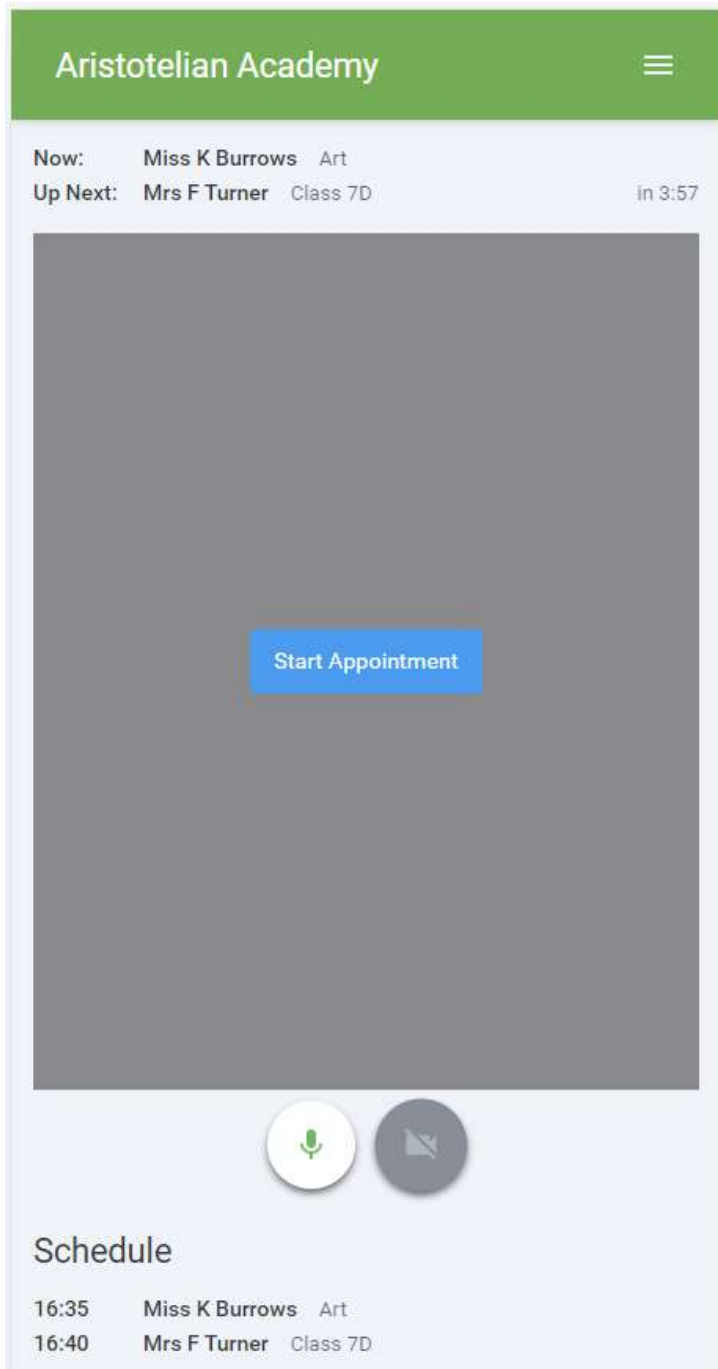 Aristotelian Academy
Now: Miss K Burrows Art
Up Next: Mrs F Turner Class 7D in 3:57
Start Appointment
Schedule
16:35 Miss K Burrows Art
16:40 Mrs F Turner Class 7D